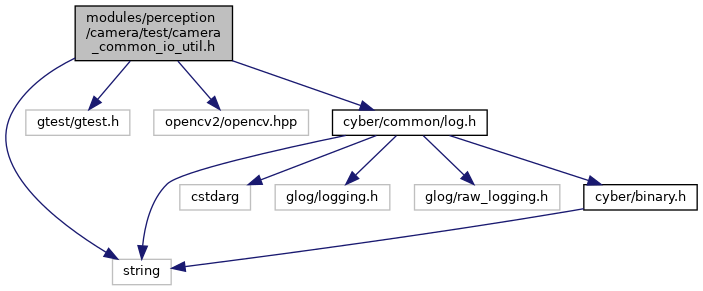 modules/perception
/camera/test/camera
_common_io_util.h
gtest/gtest.h
opencv2/opencv.hpp
cyber/common/log.h
cstdarg
glog/logging.h
glog/raw_logging.h
cyber/binary.h
string